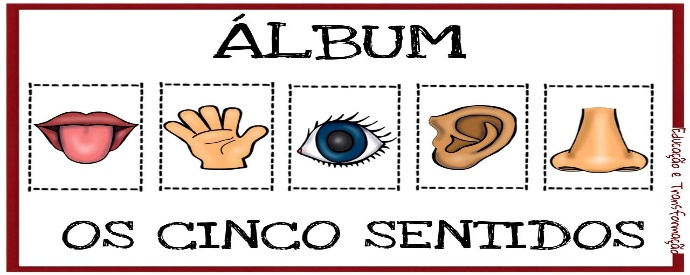 ÁLBUM
OS CINCO SENTIDOS
Educação e Transformação